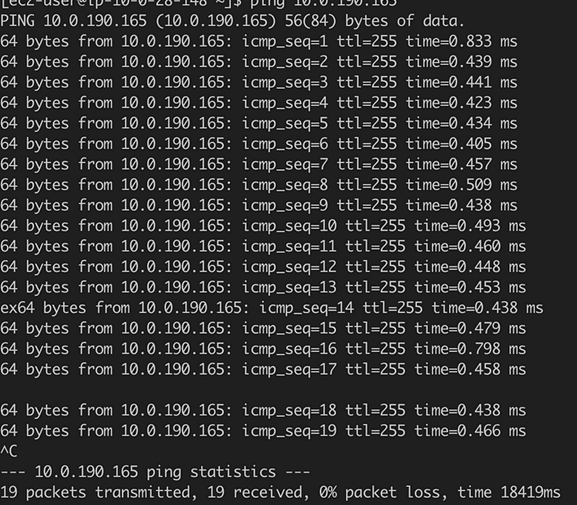 [ec2-user@ip-10-0-28-148 ~]$ ping 10.0.190.165
PING 10.0.190.165 (10.0.190.165) 56(84) bytes of data.
64 bytes from 10.0.190.165: icmp_seq=1 ttl=255 time=0.833 ms
64 bytes from 10.0.190.165: icmp_seq=2 ttl=255 time=0.439 ms
64 bytes from 10.0.190.165: icmp_seq=3 ttl=255 time=0.441 ms
64 bytes from 10.0.190.165: icmp_seq=4 ttl=255 time=0.423 ms
64 bytes from 10.0.190.165: icmp_seq=5 ttl=255 time=0.434 ms
64 bytes from 10.0.190.165: icmp_seq=6 ttl=255 time=0.405 ms
64 bytes from 10.0.190.165: icmp_seq=7 ttl=255 time=0.457 ms
64 bytes from 10.0.190.165: icmp_seq=8 ttl=255 time=0.509 ms
64 bytes from 10.0.190.165: icmp_seq=9 ttl=255 time=0.438 ms
64 bytes from 10.0.190.165: icmp_seq=10 ttl=255 time=0.493 ms
64 bytes from 10.0.190.165: icmp_seq=11 ttl=255 time=0.460 ms
64 bytes from 10.0.190.165: icmp_seq=12 ttl=255 time=0.448 ms
64 bytes from 10.0.190.165: icmp_seq=13 ttl=255 time=0.453 ms
ex64 bytes from 10.0.190.165: icmp_seq=14 ttl=255 time=0.438 ms
64 bytes from 10.0.190.165: icmp_seq=15 ttl=255 time=0.479 ms
64 bytes from 10.0.190.165: icmp_seq=16 ttl=255 time=0.798 ms
64 bytes from 10.0.190.165: icmp_seq=17 ttl=255 time=0.458 ms
64 bytes from 10.0.190.165: icmp_seq=18 ttl=255 time=0.438 ms
64 bytes from 10.0.190.165: icmp_seq=19 ttl=255 time=0.466 ms
^C
--- 10.0.190.165 ping statistics ---
19 packets transmitted, 19 received, 0% packet loss, time 18419ms